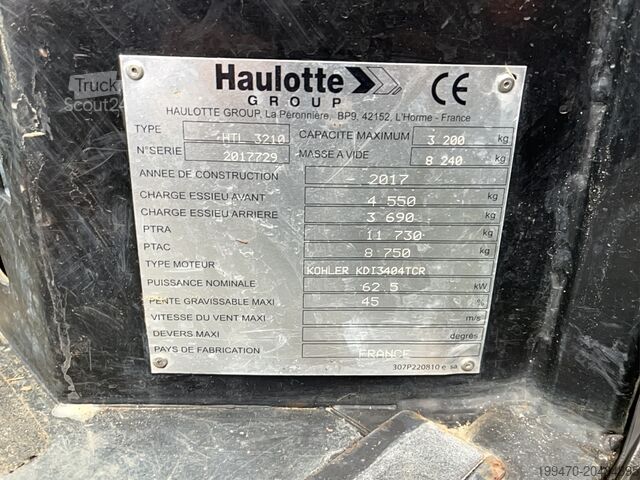 Truck
Scout24
Haulotte
GROUP
CE
HAULOTTE GROUP, La Péronnière, BP9, 42152, L'Horme - France
TYPE HTL 3210 CAPACITE MAXIMUM 3 200 kg
N°SERIE 2017729 MASSE A VIDE 8 240 kg
ANNEE DE CONSTRUCTION - 2017
CHARGE ESSIEU AVANT 4 550 kg
CHARGE ESSIEU ARRIERE 3 690 kg
PTRA 11 730 kg
PTAC 8 750 kg
TYPE MOTEUR KOHLER KDI3404TCR
PUISSANCE NOMINALE 62.5 kW
PENTE GRAVISSABLE MAXI 45 %
VITESSE DU VENT MAXI m/s
DEVERS MAXI degrés
PAYS DE FABRICATION FRANCE
307P220810 e sa